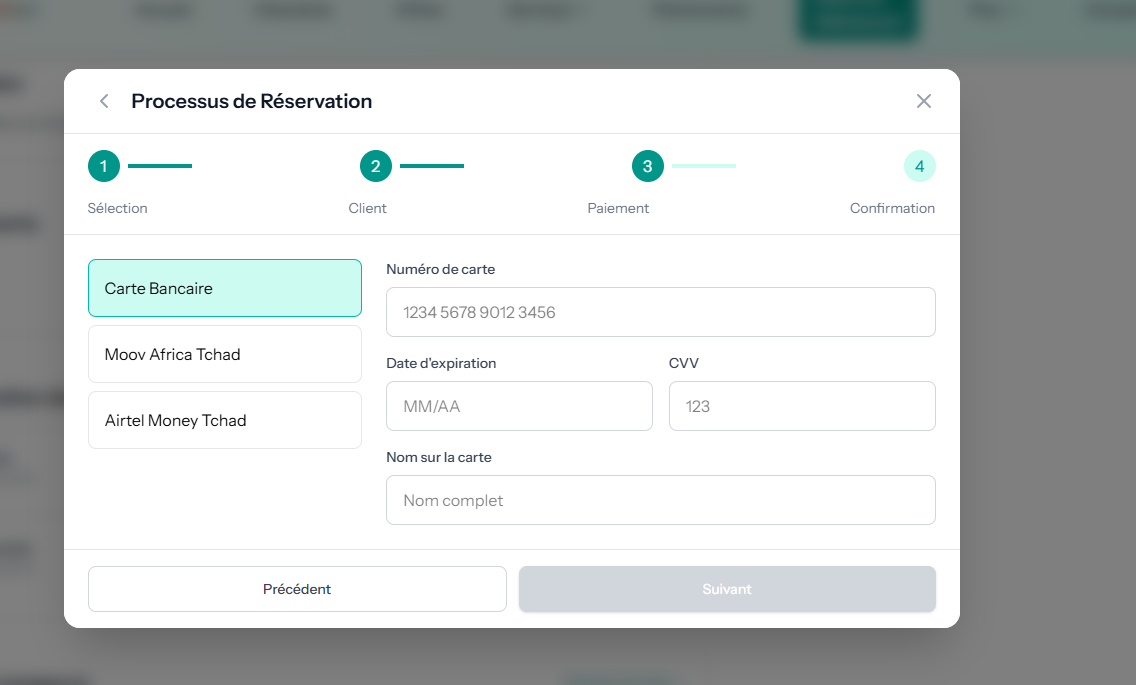 Processus de Réservation
1
2
3
4
Sélection
Client
Paiement
Confirmation
Carte Bancaire
Moov Africa Tchad
Airtel Money Tchad
Numéro de carte
1234 5678 9012 3456
Date d'expiration
CVV
MM/AA
123
Nom sur la carte
Nom complet
Précédent
Suivant